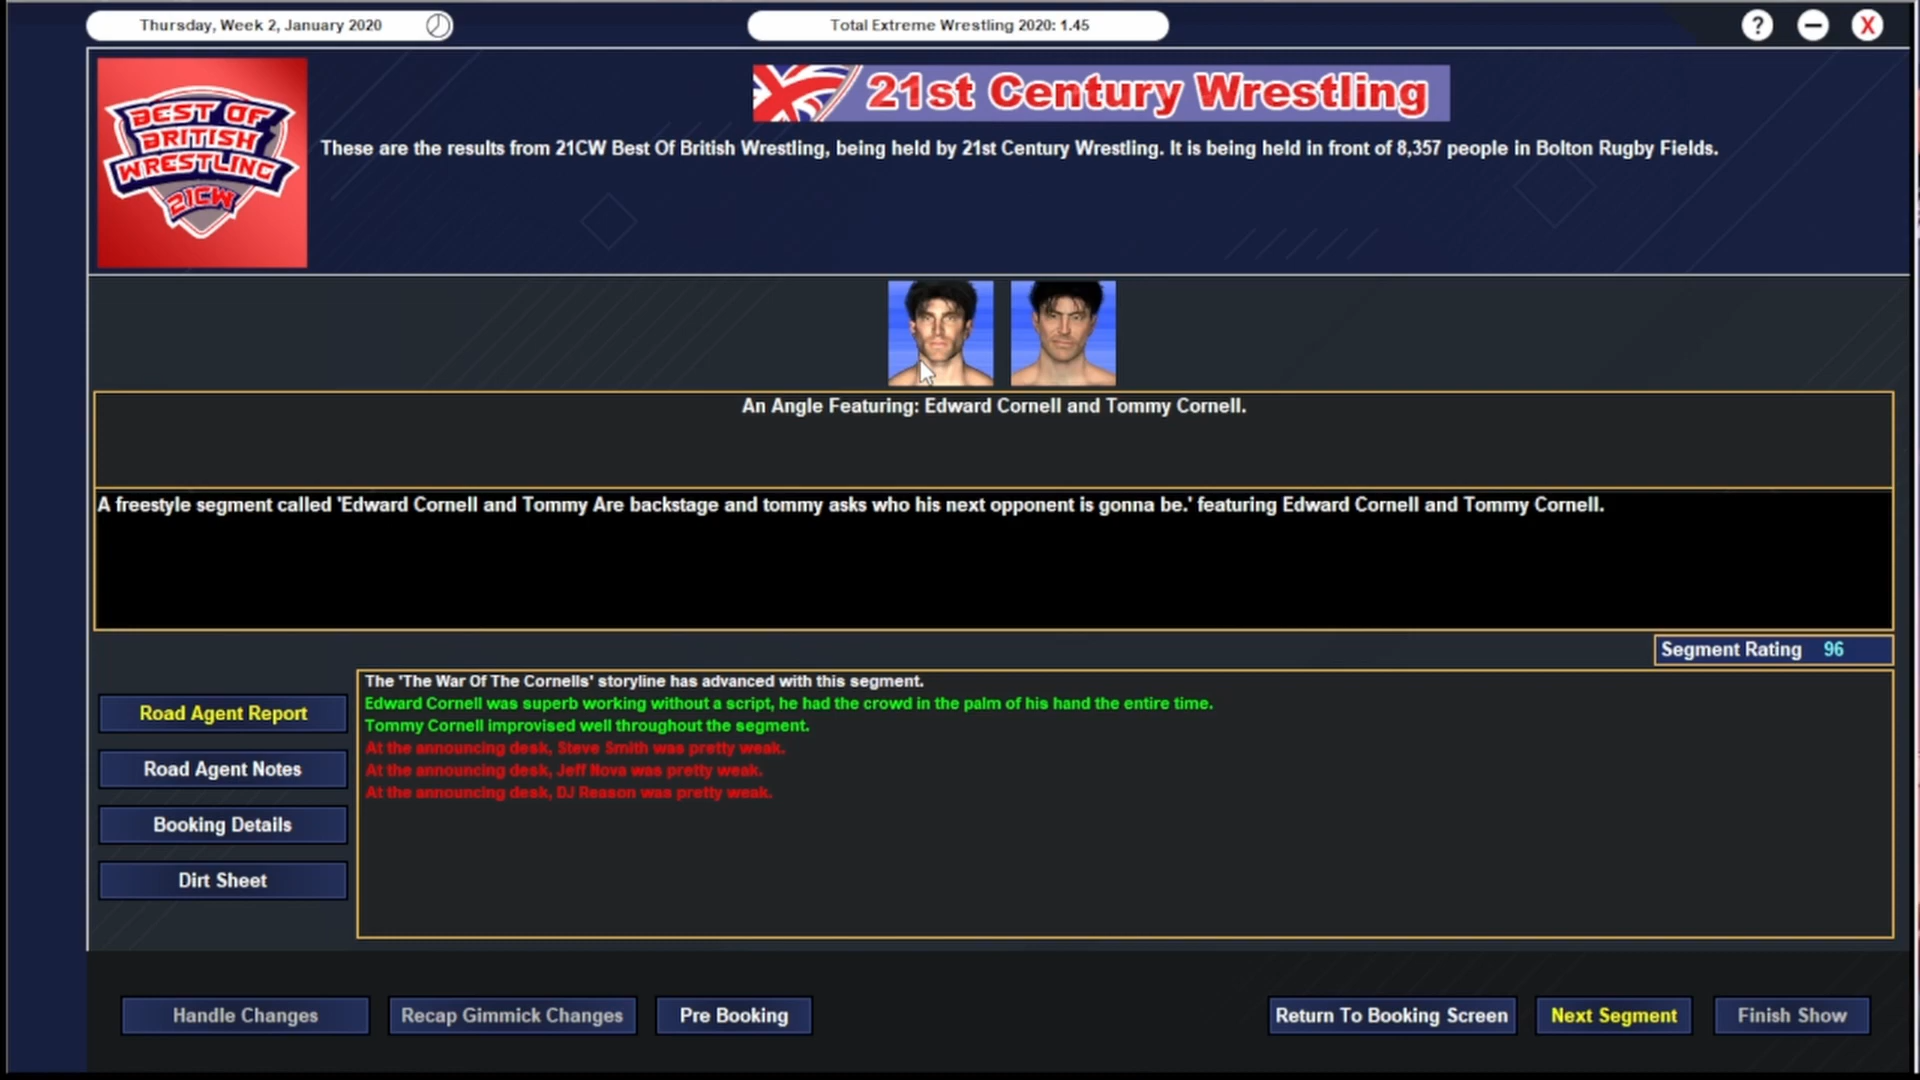 Thursday, Week 2, January 2020
Total Extreme Wrestling 2020: 1.45
?
X
BEST OF
BRITISH
WRESTLING
21CW
21st Century Wrestling
These are the results from 21CW Best Of British Wrestling, being held by 21st Century Wrestling. It is being held in front of 8,357 people in Bolton Rugby Fields.
An Angle Featuring: Edward Cornell and Tommy Cornell.
A freestyle segment called 'Edward Cornell and Tommy Are backstage and tommy asks who his next opponent is gonna be.' featuring Edward Cornell and Tommy Cornell.
Segment Rating 96
Road Agent Report
Road Agent Notes
Booking Details
Dirt Sheet
The 'The War Of The Cornells' storyline has advanced with this segment.
Edward Cornell was superb working without a script, he had the crowd in the palm of his hand the entire time.
Tommy Cornell improvised well throughout the segment.
At the announcing desk, Steve Smith was pretty weak.
At the announcing desk, Jeff Nova was pretty weak.
At the announcing desk, DJ Reason was pretty weak.
Handle Changes
Recap Gimmick Changes
Pre Booking
Return To Booking Screen
Next Segment
Finish Show